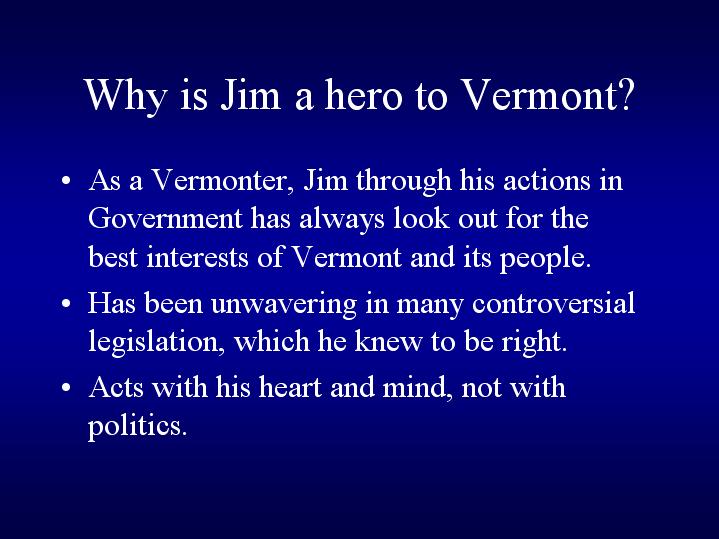 Why is Jim a hero to Vermont?
• As a Vermonter, Jim through his actions in
Government has always look out for the
best interests of Vermont and its people.
• Has been unwavering in many controversial
legislation, which he knew to be right.
• Acts with his heart and mind, not with
politics.